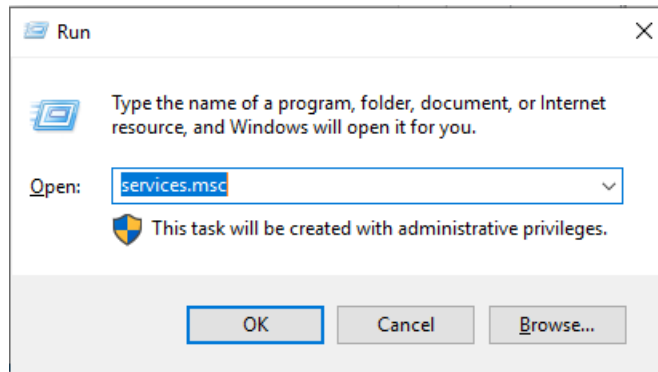 Run
Type the name of a program, folder, document, or Internet
resource, and Windows will open it for you.
Open:
services.msc
This task will be created with administrative privileges.
OK
Cancel
Browse...